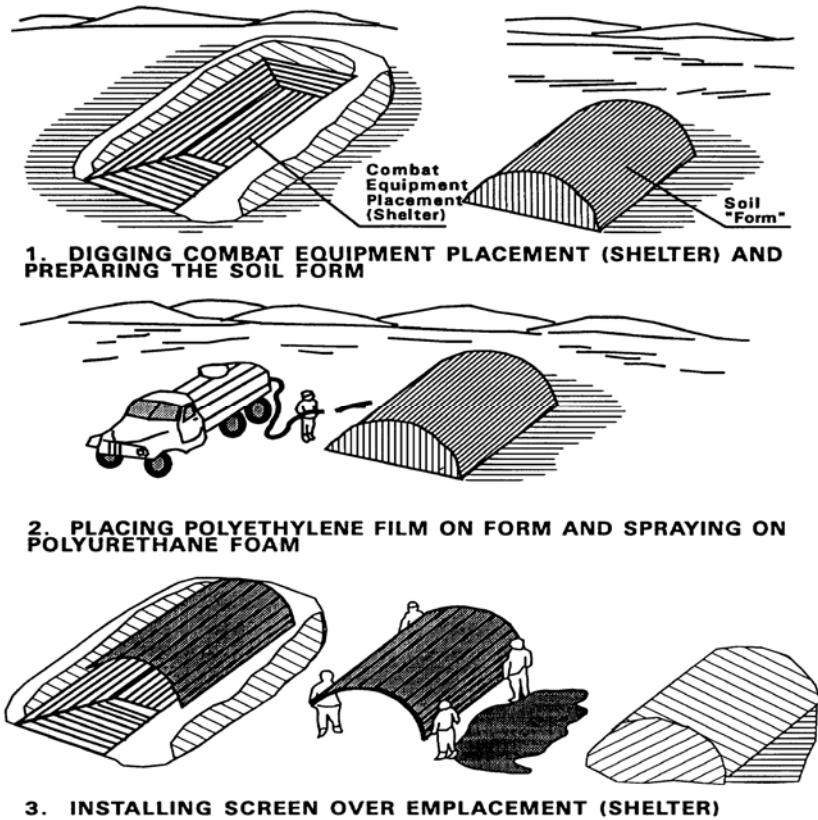 Combat
Equipment
Placement
(Shelter)
Soil
"Form"
1. DIGGING COMBAT EQUIPMENT PLACEMENT (SHELTER) AND
PREPARING THE SOIL FORM
2. PLACING POLYETHYLENE FILM ON FORM AND SPRAYING ON
POLYURETHANE FOAM
3. INSTALLING SCREEN OVER EMPLACEMENT (SHELTER)